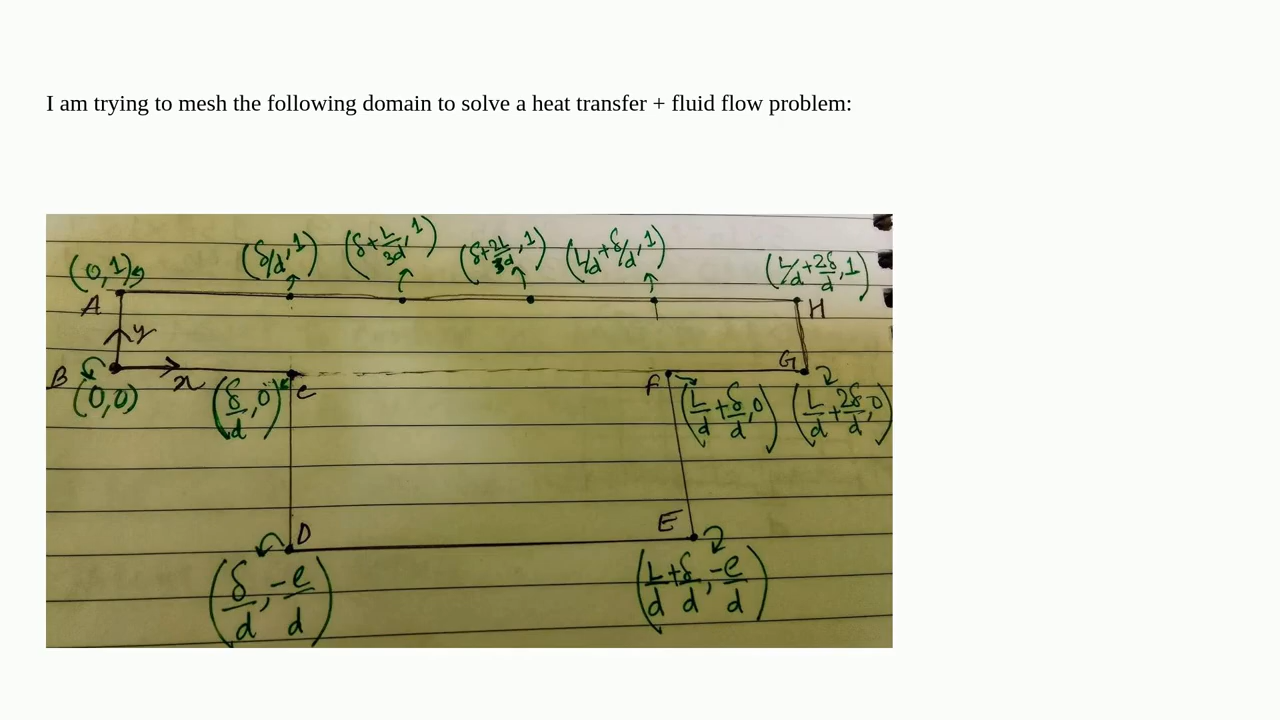 I am trying to mesh the following domain to solve a heat transfer + fluid flow problem:
(0,1) (δ/d, 1) (δ+L/3d, 1) (δ+2L/3d, 1) (L/d+δ/d, 1) (L/d+2δ/d, 1)
A H
y
B x C F G
(0,0) (δ/d, 0) (L/d+δ/d, 0) (L/d+2δ/d, 0)
D E
(δ/d, -e/d) (L/d+δ/d, -e/d)